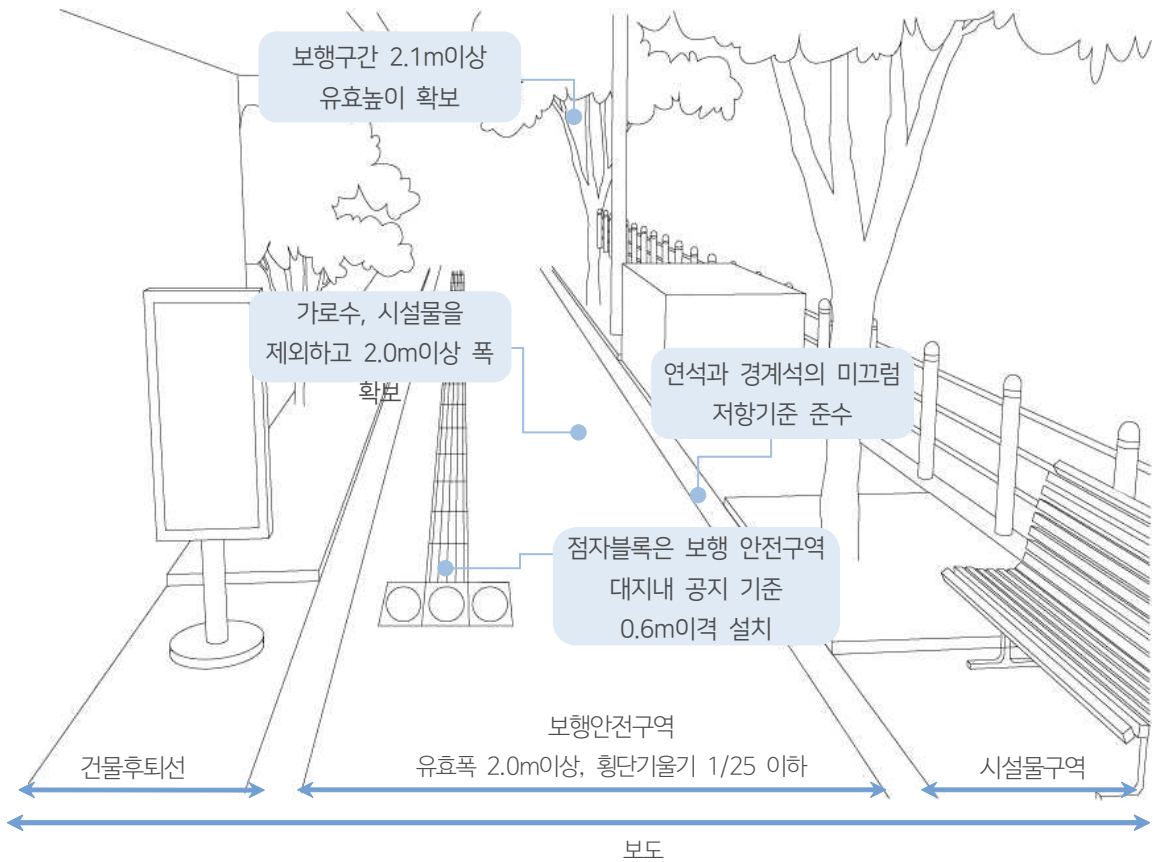 보행구간 2.1m이상
유효높이 확보
가로수, 시설물을
제외하고 2.0m이상 폭
확보
연석과 경계석의 미끄럼
저항기준 준수
점자블록은 보행 안전구역
대지내 공지 기준
0.6m이격 설치
보행안전구역
건물후퇴선
유효폭 2.0m이상, 횡단기울기 1/25 이하
시설물구역
보도